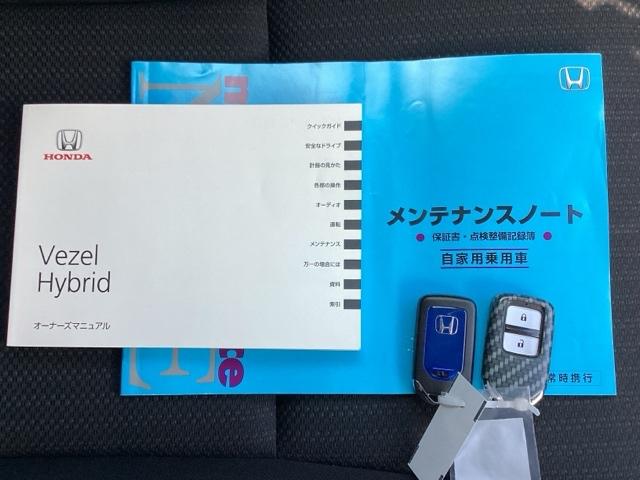 HONDA
Vezel
Hybrid
オーナーズマニュアル
クイックガイド
安全なドライブ
計器の見かた
各部の操作
オーディオ
運転
メンテナンス
万一の場合には
資料
索引
メンテナンスノート
保証書・点検整備記録簿
自家用乗用車
常時携行